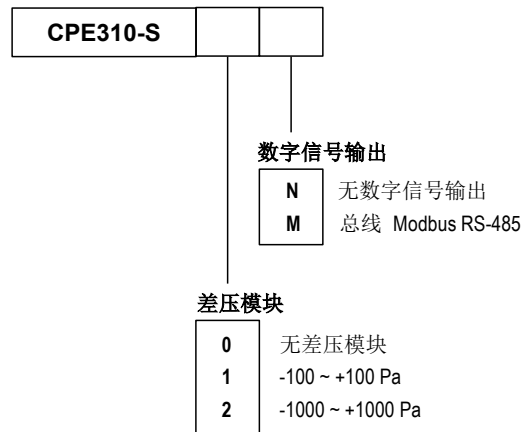 CPE310-S
数字信号输出
N 无数字信号输出
M 总线 Modbus RS-485
差压模块
0 无差压模块
1 -100 ~ +100 Pa
2 -1000 ~ +1000 Pa